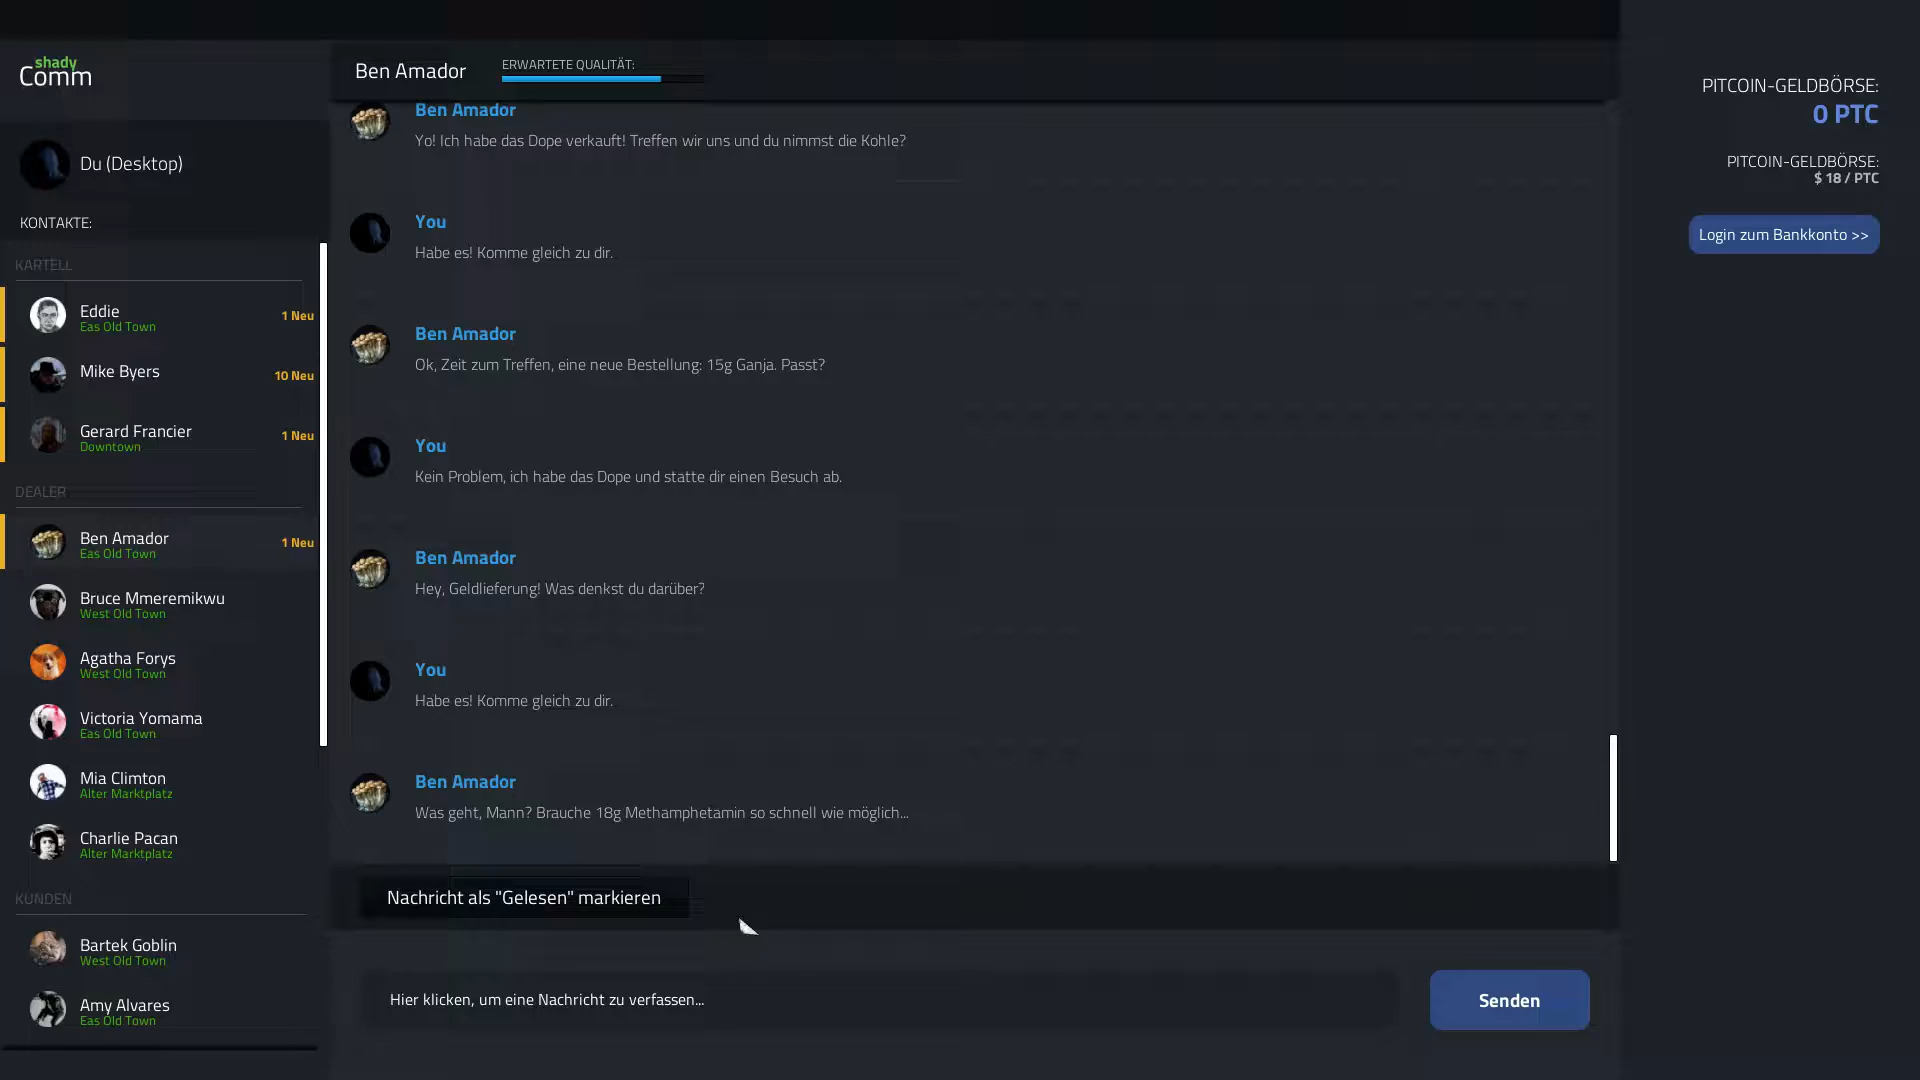 shady
Comm
Du (Desktop)
KONTAKTE:
KARTELL
Eddie
Eas Old Town
1 Neu
Mike Byers
10 Neu
Gerard Francier
Downtown
1 Neu
DEALER
Ben Amador
Eas Old Town
1 Neu
Bruce Mmeremikwu
West Old Town
Agatha Forys
West Old Town
Victoria Yomama
Eas Old Town
Mia Climton
Alter Marktplatz
Charlie Pacan
Alter Marktplatz
KUNDEN
Bartek Goblin
West Old Town
Amy Alvares
Eas Old Town
Ben Amador
ERWARTETE QUALITÄT:
Ben Amador
Yo! Ich habe das Dope verkauft! Treffen wir uns und du nimmst die Kohle?
You
Habe es! Komme gleich zu dir.
Ben Amador
Ok, Zeit zum Treffen, eine neue Bestellung: 15g Ganja. Passt?
You
Kein Problem, ich habe das Dope und statte dir einen Besuch ab.
Ben Amador
Hey, Geldlieferung! Was denkst du darüber?
You
Habe es! Komme gleich zu dir.
Ben Amador
Was geht, Mann? Brauche 18g Methamphetamin so schnell wie möglich...
Nachricht als "Gelesen" markieren
Hier klicken, um eine Nachricht zu verfassen...
Senden
PITCOIN-GELDBÖRSE:
0 PTC
PITCOIN-GELDBÖRSE:
$ 18 / PTC
Login zum Bankkonto >>